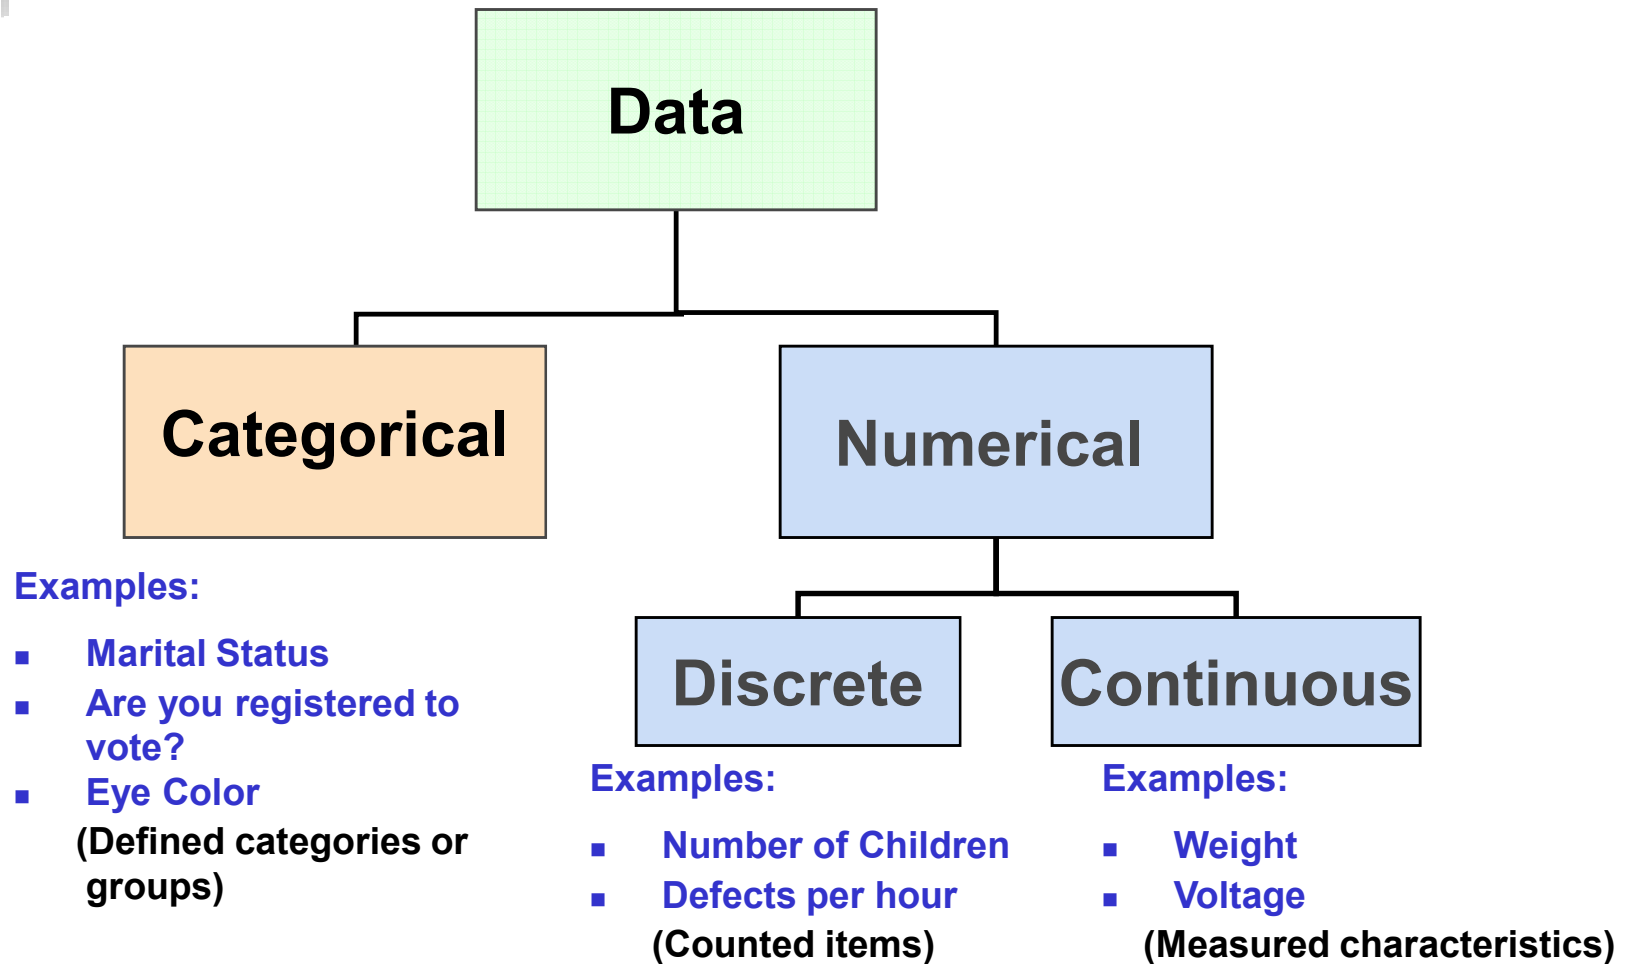 Data
Categorical
Numerical
Examples:
Marital Status
Are you registered to
vote?
Eye Color
(Defined categories or
groups)
Discrete
Continuous
Examples:
Number of Children
Defects per hour
(Counted items)
Examples:
Weight
Voltage
(Measured characteristics)